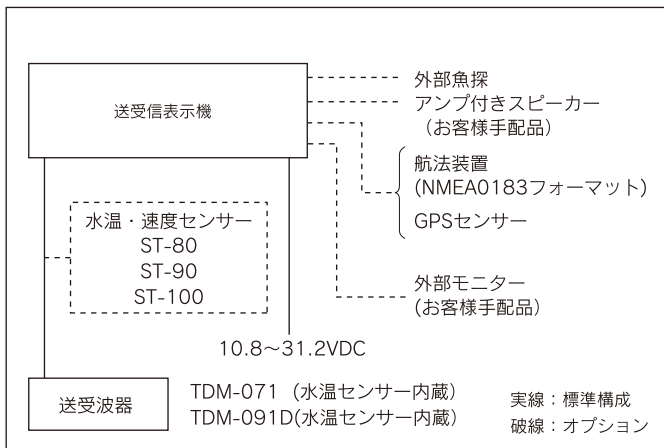 送受信表示機
外部魚探
アンプ付きスピーカー
（お客様手配品）
航法装置
(NMEA0183フォーマット)
GPSセンサー
水温・速度センサー
ST-80
ST-90
ST-100
外部モニター
(お客様手配品）
10.8～31.2VDC
送受波器
TDM-071（水温センサー内蔵）
TDM-091D(水温センサー内蔵）
実線：標準構成
破線：オプション